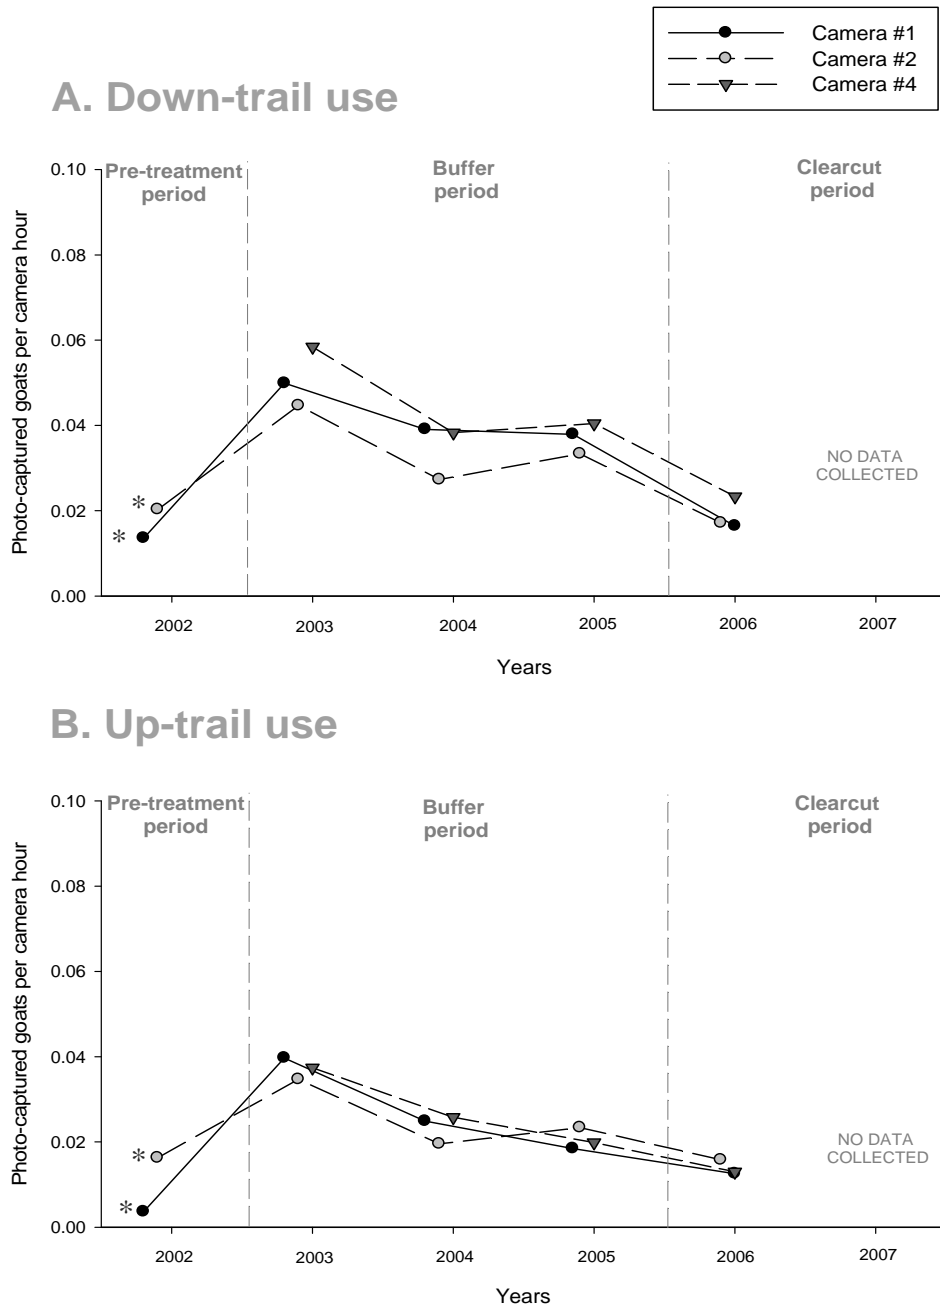 Camera #1
Camera #2
Camera #4
A. Down-trail use
Pre-treatment
period
Buffer
period
Clearcut
period
Photo-captured goats per camera hour
0.10
0.08
0.06
0.04
0.02
0.00
*
*
NO DATA
COLLECTED
2002 2003 2004 2005 2006 2007
Years
B. Up-trail use
Pre-treatment
period
Buffer
period
Clearcut
period
Photo-captured goats per camera hour
0.10
0.08
0.06
0.04
0.02
0.00
*
*
NO DATA
COLLECTED
2002 2003 2004 2005 2006 2007
Years